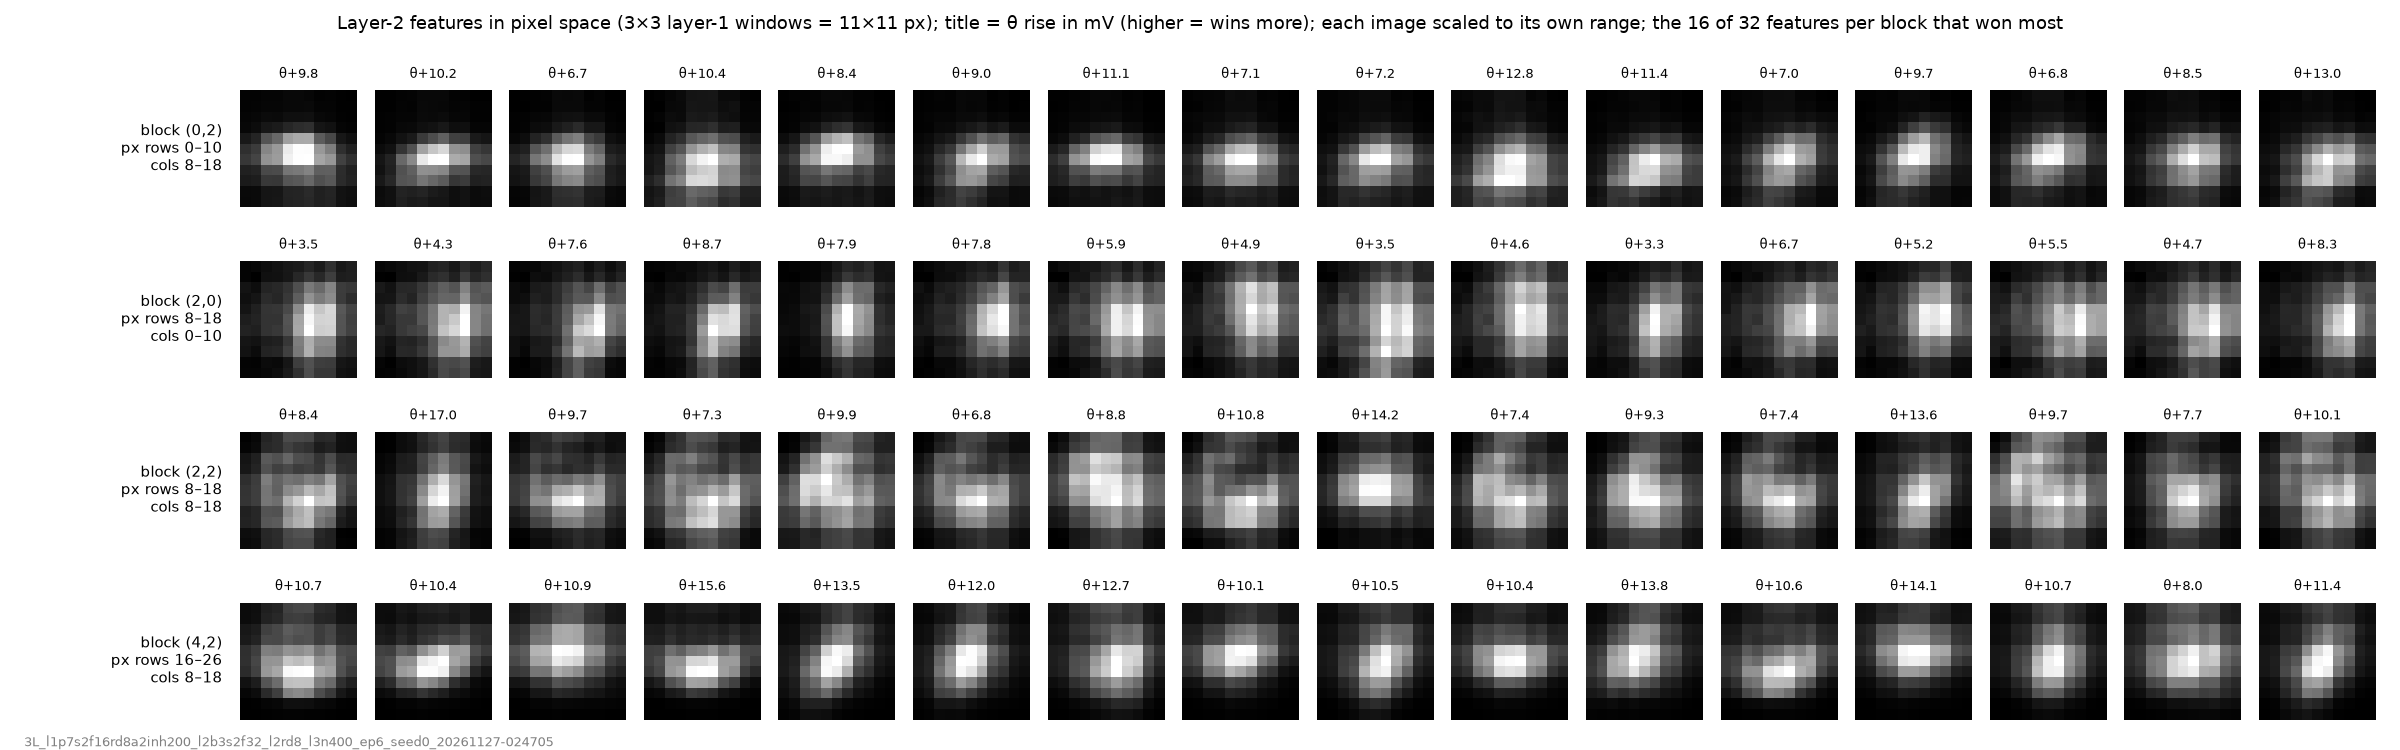 Layer-2 features in pixel space (3×3 layer-1 windows = 11×11 px); title = θ rise in mV (higher = wins more); each image scaled to its own range; the 16 of 32 features per block that won most
θ+9.8 θ+10.2 θ+6.7 θ+10.4 θ+8.4 θ+9.0 θ+11.1 θ+7.1 θ+7.2 θ+12.8 θ+11.4 θ+7.0 θ+9.7 θ+6.8 θ+8.5 θ+13.0
block (0,2)
px rows 0–10
cols 8–18
θ+3.5 θ+4.3 θ+7.6 θ+8.7 θ+7.9 θ+7.8 θ+5.9 θ+4.9 θ+3.5 θ+4.6 θ+3.3 θ+6.7 θ+5.2 θ+5.5 θ+4.7 θ+8.3
block (2,0)
px rows 8–18
cols 0–10
θ+8.4 θ+17.0 θ+9.7 θ+7.3 θ+9.9 θ+6.8 θ+8.8 θ+10.8 θ+14.2 θ+7.4 θ+9.3 θ+7.4 θ+13.6 θ+9.7 θ+7.7 θ+10.1
block (2,2)
px rows 8–18
cols 8–18
θ+10.7 θ+10.4 θ+10.9 θ+15.6 θ+13.5 θ+12.0 θ+12.7 θ+10.1 θ+10.5 θ+10.4 θ+13.8 θ+10.6 θ+14.1 θ+10.7 θ+8.0 θ+11.4
block (4,2)
px rows 16–26
cols 8–18
3L_l1p7s2f16rd8a2inh200_l2b3s2f32_l2rd8_l3n400_ep6_seed0_20261127-024705